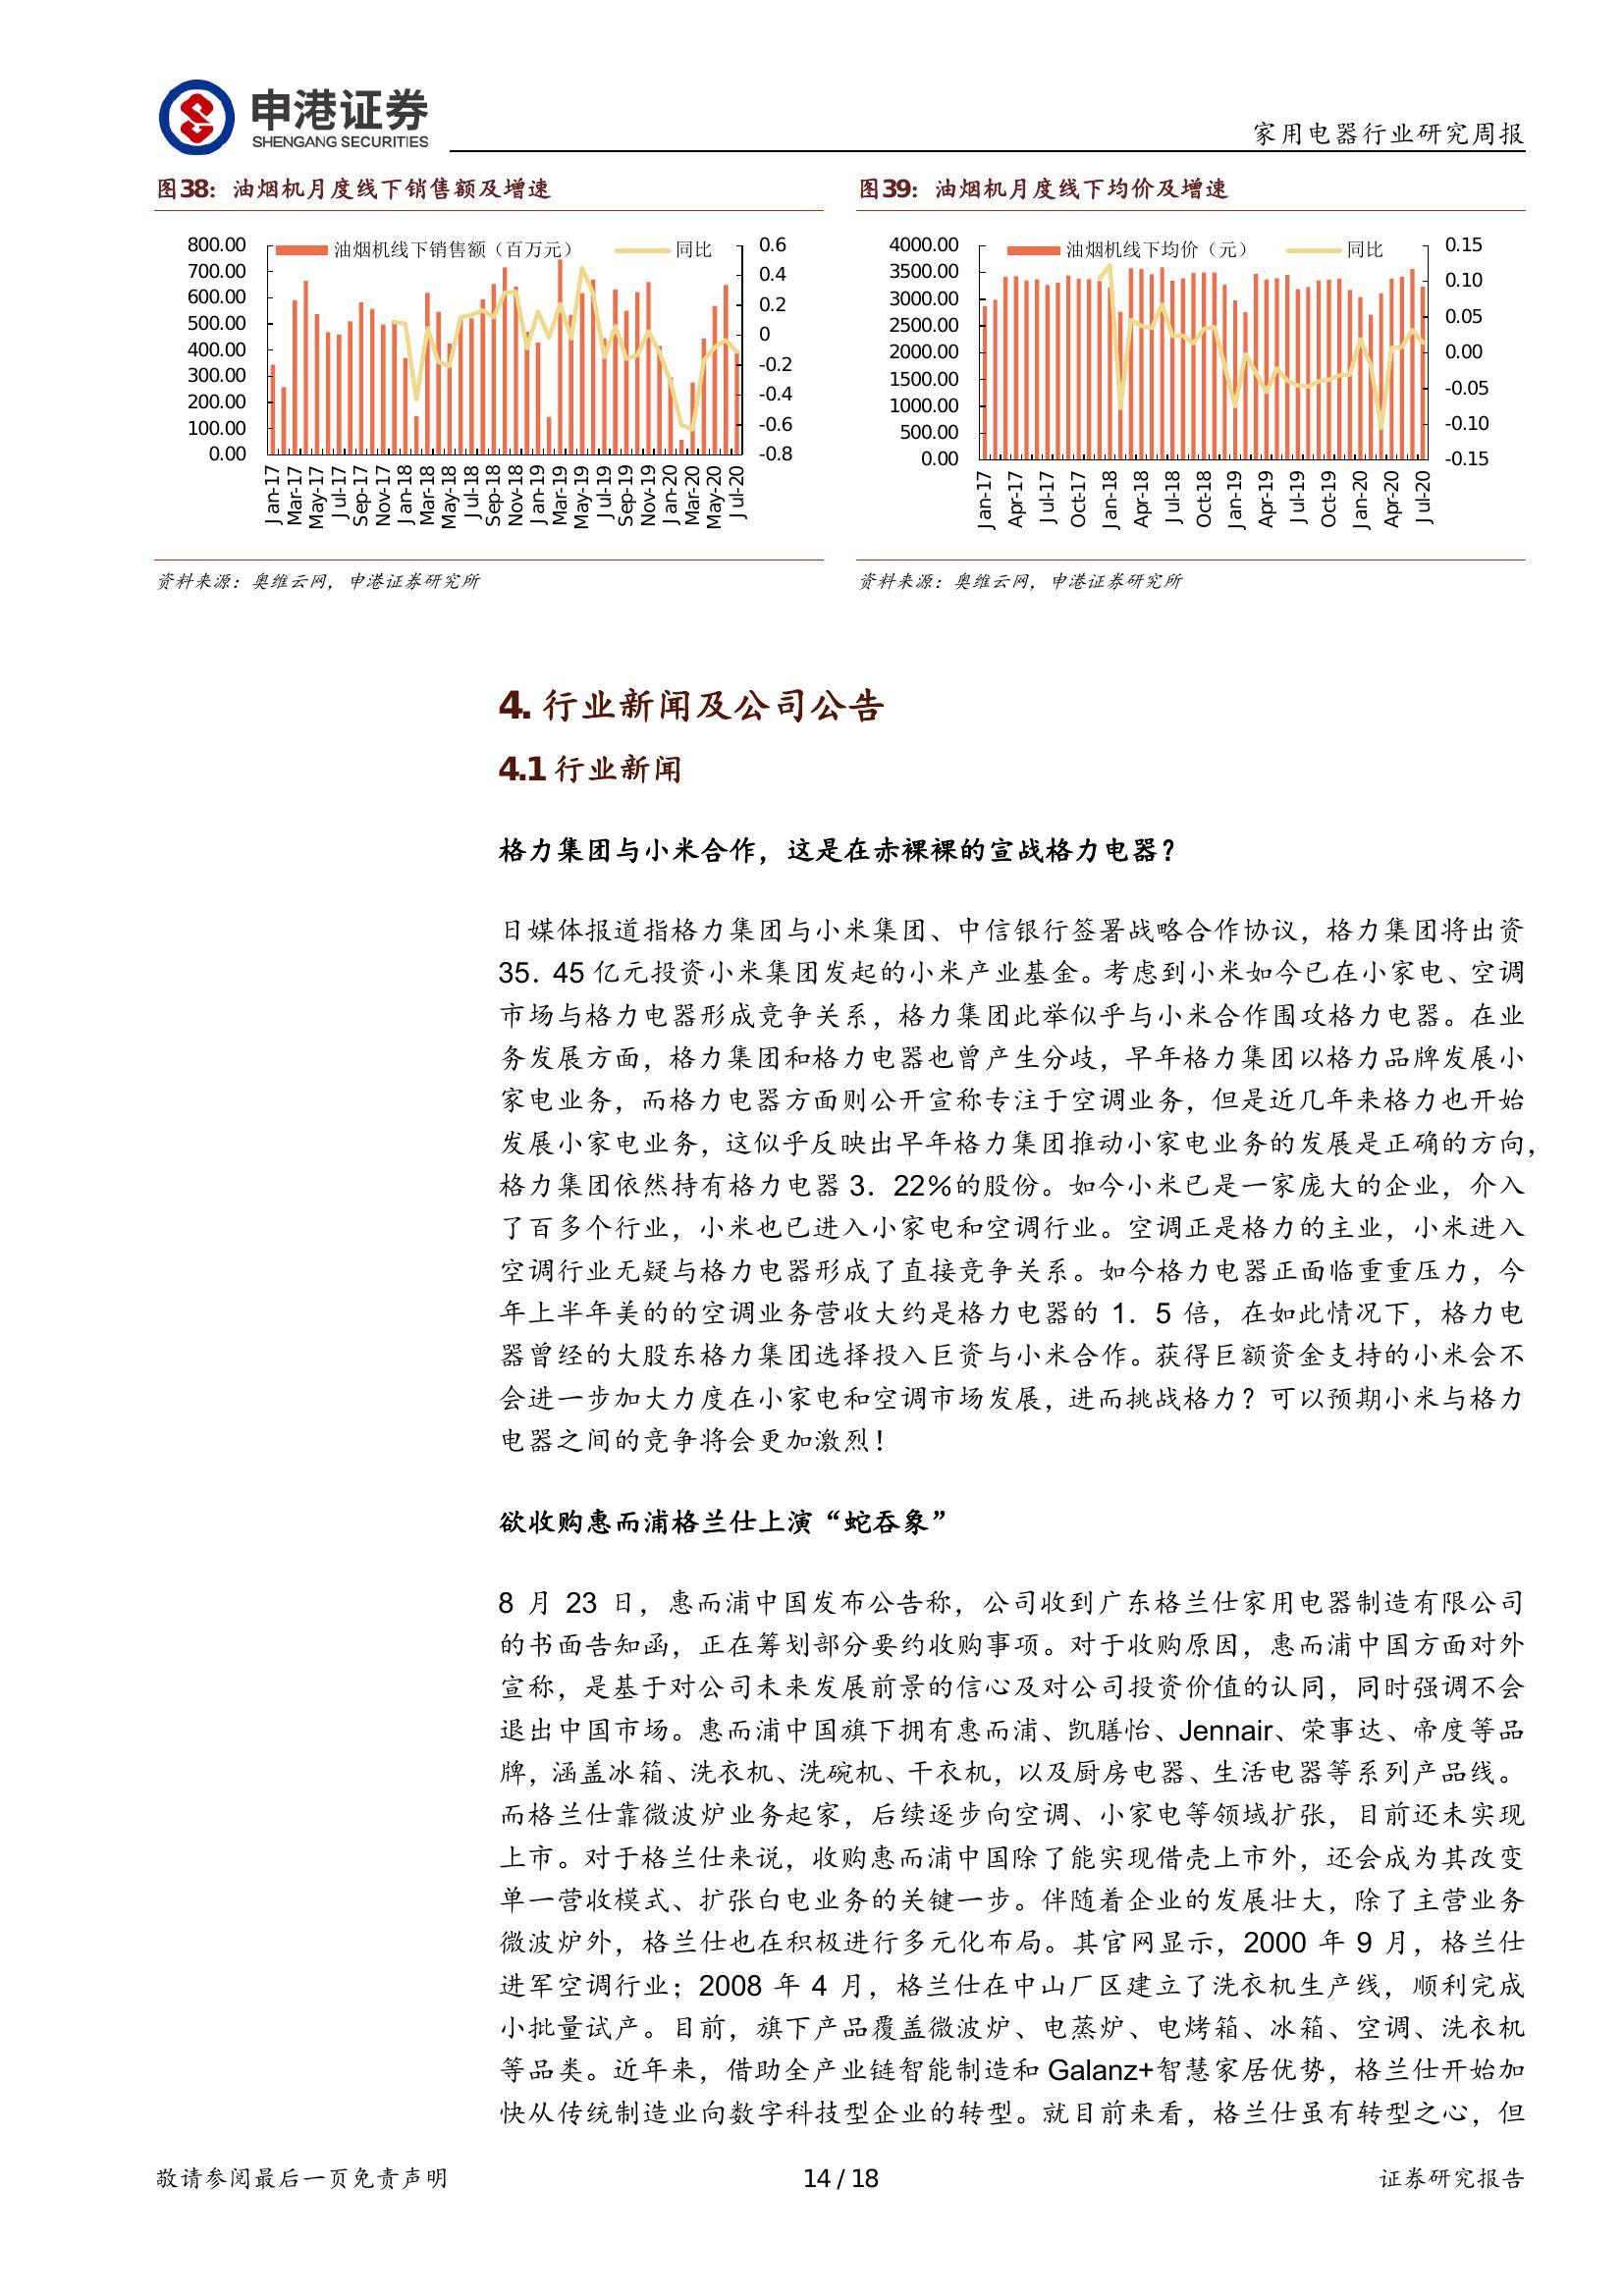 申港证券
SHENGANG SECURITIES
家用电器行业研究周报
图38：油烟机月度线下销售额及增速
油烟机线下销售额（百万元）
同比
800.00
700.00
600.00
500.00
400.00
300.00
200.00
100.00
0.00
0.6
0.4
0.2
0
-0.2
-0.4
-0.6
-0.8
Jan-17
Mar-17
May-17
Jul-17
Sep-17
Nov-17
Jan-18
Mar-18
May-18
Jul-18
Sep-18
Nov-18
Jan-19
Mar-19
May-19
Jul-19
Sep-19
Nov-19
Jan-20
Mar-20
May-20
Jul-20
资料来源：奥维云网，申港证券研究所
图39：油烟机月度线下均价及增速
油烟机线下均价（元）
同比
4000.00
3500.00
3000.00
2500.00
2000.00
1500.00
1000.00
500.00
0.00
0.15
0.10
0.05
0.00
-0.05
-0.10
-0.15
Jan-17
Apr-17
Jul-17
Oct-17
Jan-18
Apr-18
Jul-18
Oct-18
Jan-19
Apr-19
Jul-19
Oct-19
Jan-20
Apr-20
Jul-20
资料来源：奥维云网，申港证券研究所
4. 行业新闻及公司公告
4.1 行业新闻
格力集团与小米合作，这是在赤裸裸的宣战格力电器？
日媒体报道指格力集团与小米集团、中信银行签署战略合作协议，格力集团将出资
35．45 亿元投资小米集团发起的小米产业基金。考虑到小米如今已在小家电、空调
市场与格力电器形成竞争关系，格力集团此举似乎与小米合作围攻格力电器。在业
务发展方面，格力集团和格力电器也曾产生分歧，早年格力集团以格力品牌发展小
家电业务，而格力电器方面则公开宣称专注于空调业务，但是近几年来格力也开始
发展小家电业务，这似乎反映出早年格力集团推动小家电业务的发展是正确的方向，
格力集团依然持有格力电器 3．22%的股份。如今小米已是一家庞大的企业，介入
了百多个行业，小米也已进入小家电和空调行业。空调正是格力的主业，小米进入
空调行业无疑与格力电器形成了直接竞争关系。如今格力电器正面临重重压力，今
年上半年美的的空调业务营收大约是格力电器的 1．5 倍，在如此情况下，格力电
器曾经的大股东格力集团选择投入巨资与小米合作。获得巨额资金支持的小米会不
会进一步加大力度在小家电和空调市场发展，进而挑战格力？可以预期小米与格力
电器之间的竞争将会更加激烈！
欲收购惠而浦格兰仕上演“蛇吞象”
8 月 23 日，惠而浦中国发布公告称，公司收到广东格兰仕家用电器制造有限公司
的书面告知函，正在筹划部分要约收购事项。对于收购原因，惠而浦中国方面对外
宣称，是基于对公司未来发展前景的信心及对公司投资价值的认同，同时强调不会
退出中国市场。惠而浦中国旗下拥有惠而浦、凯膳怡、Jennair、荣事达、帝度等品
牌，涵盖冰箱、洗衣机、洗碗机、干衣机，以及厨房电器、生活电器等系列产品线。
而格兰仕靠微波炉业务起家，后续逐步向空调、小家电等领域扩张，目前还未实现
上市。对于格兰仕来说，收购惠而浦中国除了能实现借壳上市外，还会成为其改变
单一营收模式、扩张白电业务的关键一步。伴随着企业的发展壮大，除了主营业务
微波炉外，格兰仕也在积极进行多元化布局。其官网显示，2000 年 9 月，格兰仕
进军空调行业；2008 年 4 月，格兰仕在中山厂区建立了洗衣机生产线，顺利完成
小批量试产。目前，旗下产品覆盖微波炉、电蒸炉、电烤箱、冰箱、空调、洗衣机
等品类。近年来，借助全产业链智能制造和 Galanz+智慧家居优势，格兰仕开始加
快从传统制造业向数字科技型企业的转型。就目前来看，格兰仕虽有转型之心，但
敬请参阅最后一页免责声明
14 / 18
证券研究报告